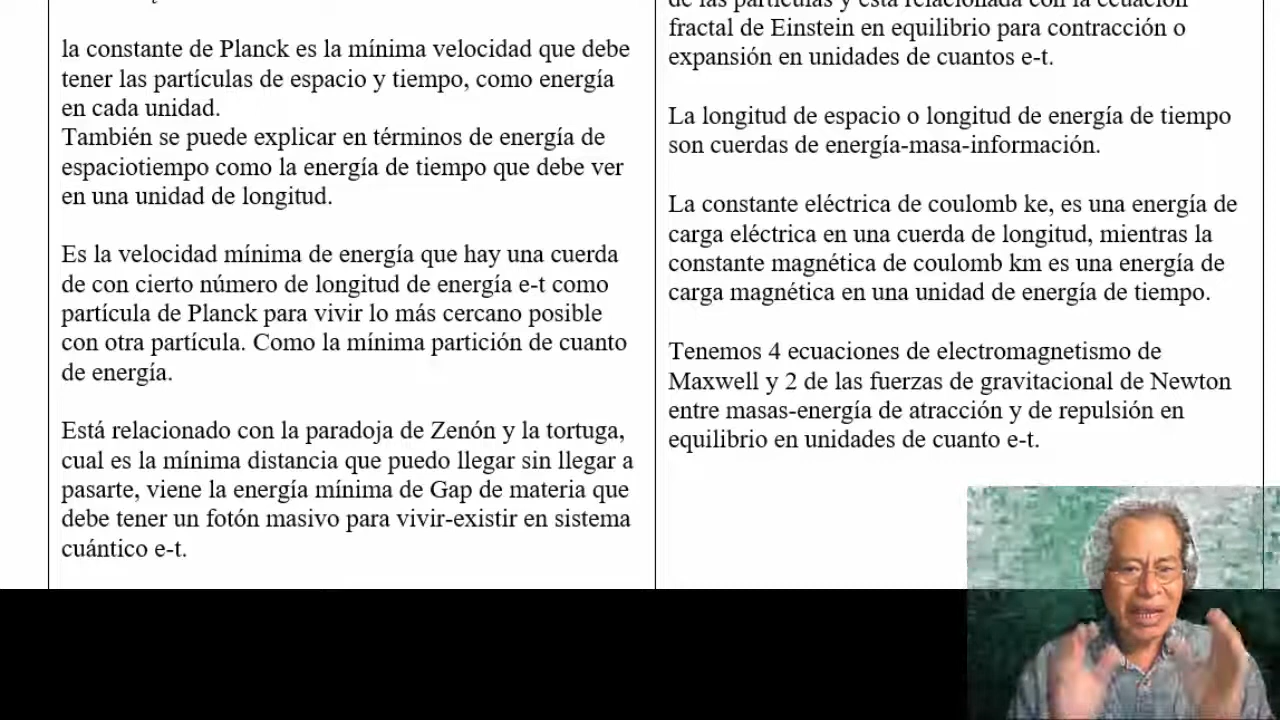 la constante de Planck es la mínima velocidad que debe
tener las partículas de espacio y tiempo, como energía
en cada unidad.
También se puede explicar en términos de energía de
espaciotiempo como la energía de tiempo que debe ver
en una unidad de longitud.
Es la velocidad mínima de energía que hay una cuerda
de con cierto número de longitud de energía e-t como
partícula de Planck para vivir lo más cercano posible
con otra partícula. Como la mínima partición de cuanto
de energía.
Está relacionado con la paradoja de Zenón y la tortuga,
cual es la mínima distancia que puedo llegar sin llegar a
pasarte, viene la energía mínima de Gap de materia que
debe tener un fotón masivo para vivir-existir en sistema
cuántico e-t.
de las partículas y está relacionada con la ecuación
fractal de Einstein en equilibrio para contracción o
expansión en unidades de cuantos e-t.
La longitud de espacio o longitud de energía de tiempo
son cuerdas de energía-masa-información.
La constante eléctrica de coulomb ke, es una energía de
carga eléctrica en una cuerda de longitud, mientras la
constante magnética de coulomb km es una energía de
carga magnética en una unidad de energía de tiempo.
Tenemos 4 ecuaciones de electromagnetismo de
Maxwell y 2 de las fuerzas de gravitacional de Newton
entre masas-energía de atracción y de repulsión en
equilibrio en unidades de cuanto e-t.